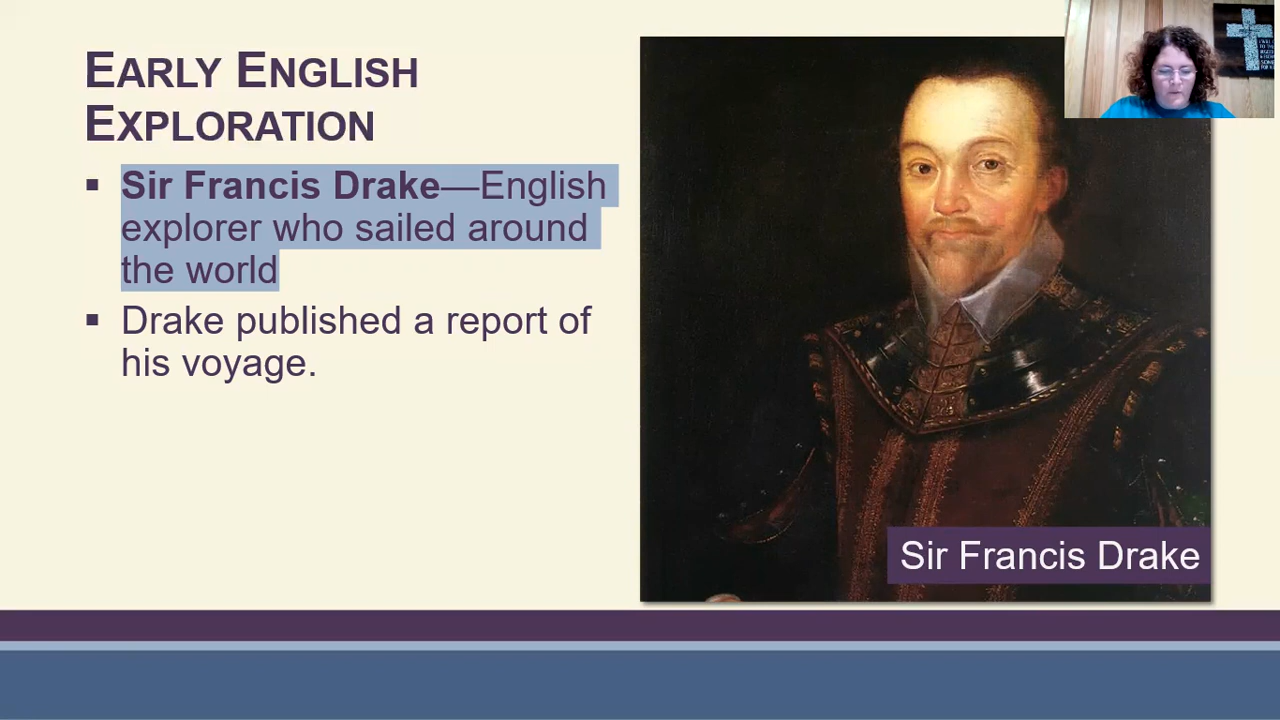 EARLY ENGLISH
EXPLORATION
▪ Sir Francis Drake—English
explorer who sailed around
the world
▪ Drake published a report of
his voyage.
Sir Francis Drake